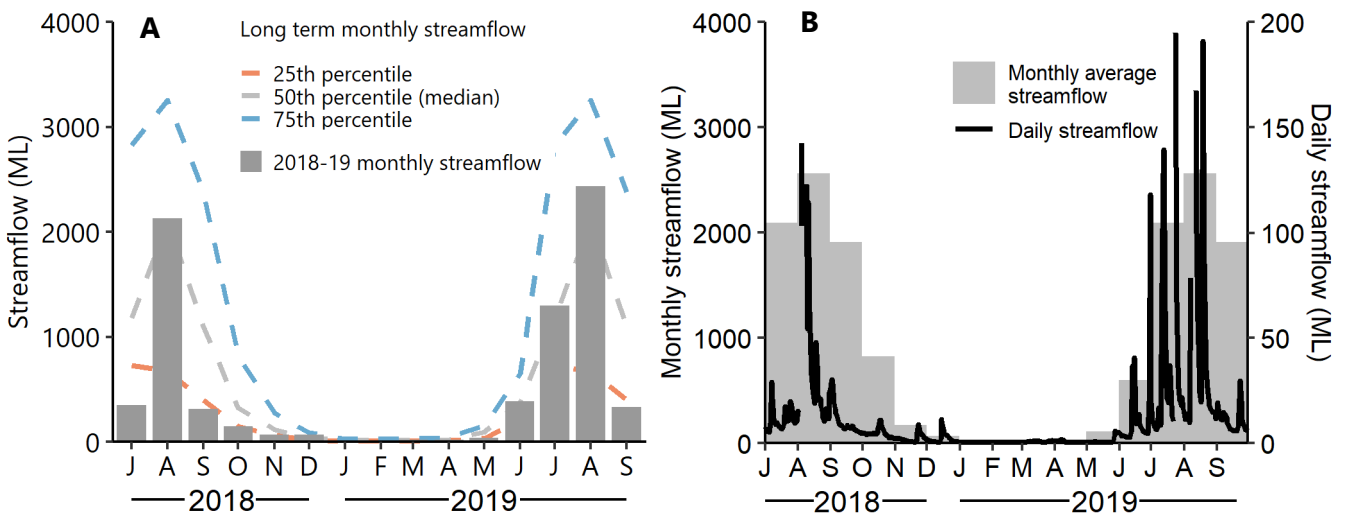 A
Long term monthly streamflow
25th percentile
50th percentile (median)
75th percentile
2018-19 monthly streamflow
Streamflow (ML)
4000
3000
2000
1000
0
J A S O N D J F M A M J J A S
2018 2019
B
Monthly average
streamflow
Daily streamflow
Monthly streamflow (ML)
4000
3000
2000
1000
0
Daily streamflow (ML)
200
150
100
50
0
J A S O N D J F M A M J J A S
2018 2019